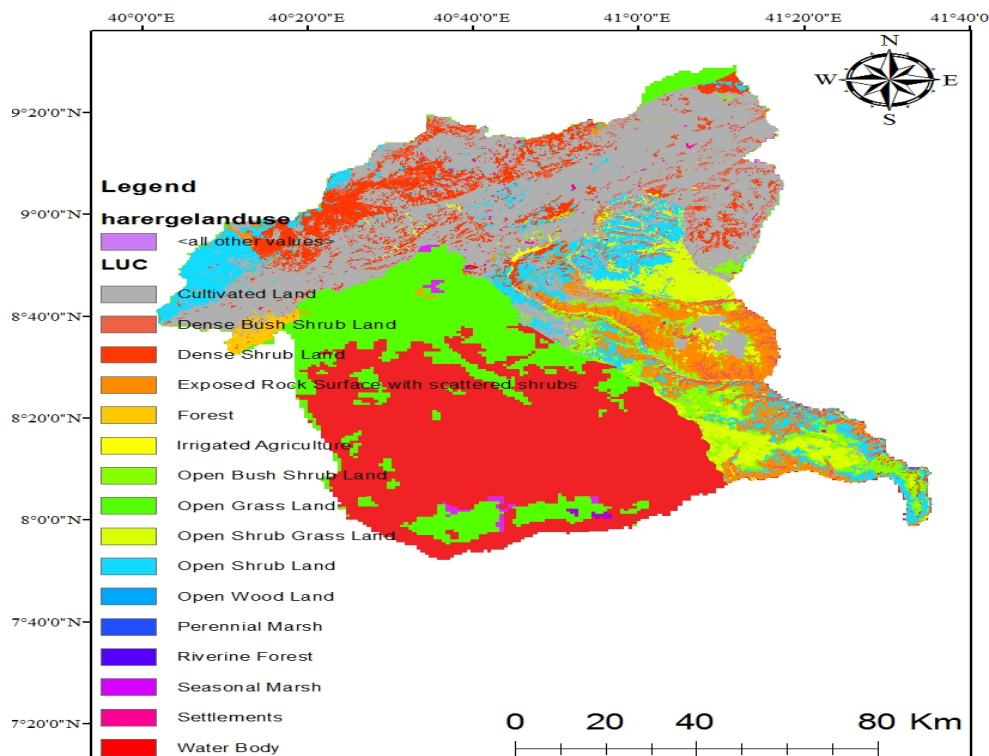 40°0'0"E 40°20'0"E 40°40'0"E 41°0'0"E 41°20'0"E 41°40'0"E
N
W E
S
9°20'0"N
9°0'0"N
8°40'0"N
8°20'0"N
8°0'0"N
7°40'0"N
7°20'0"N
Legend
harergelanduse
<all other values>
LUC
Cultivated Land
Dense Bush Shrub Land
Dense Shrub Land
Exposed Rock Surface with scattered shrubs
Forest
Irrigated Agriculture
Open Bush Shrub Land
Open Grass Land
Open Shrub Grass Land
Open Shrub Land
Open Wood Land
Perennial Marsh
Riverine Forest
Seasonal Marsh
Settlements
Water Body
0 20 40 80 Km